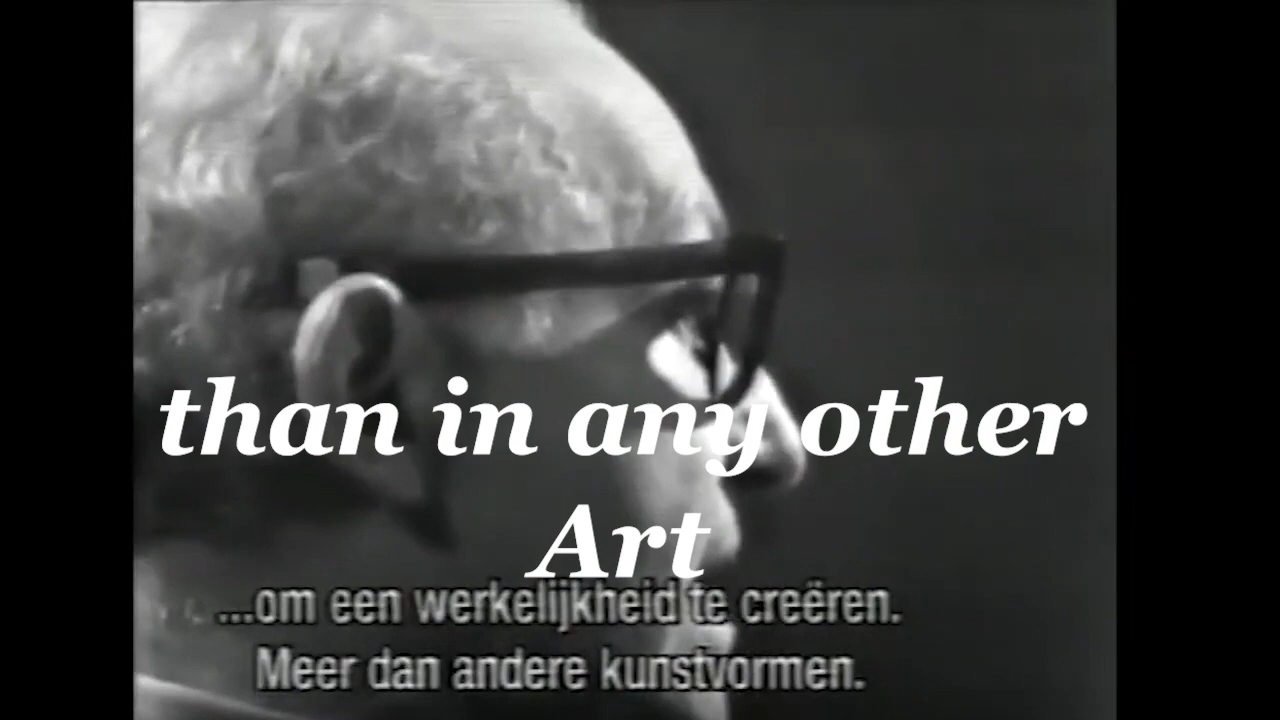 than in any other
Art
...om een werkelijkheid te creëren.
Meer dan andere kunstvormen.